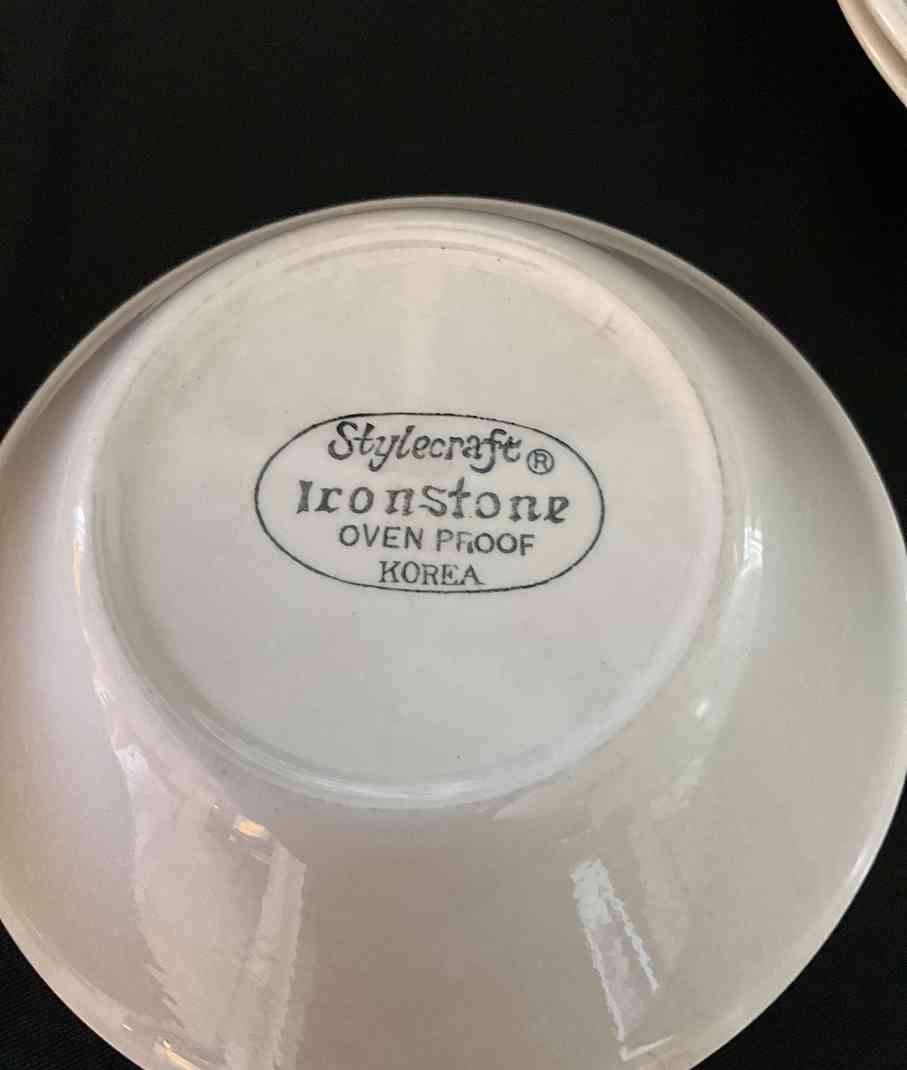 Stylecraft®
Ironstone
OVEN PROOF
KOREA